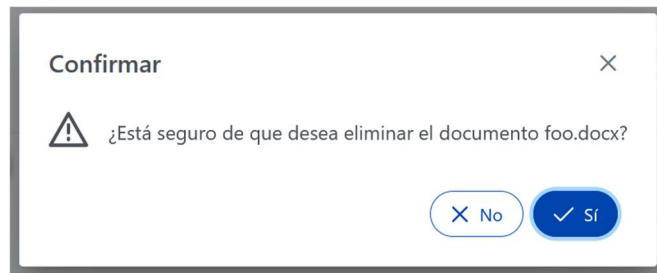 Confirmar
¿Está seguro de que desea eliminar el documento foo.docx?
No
Sí